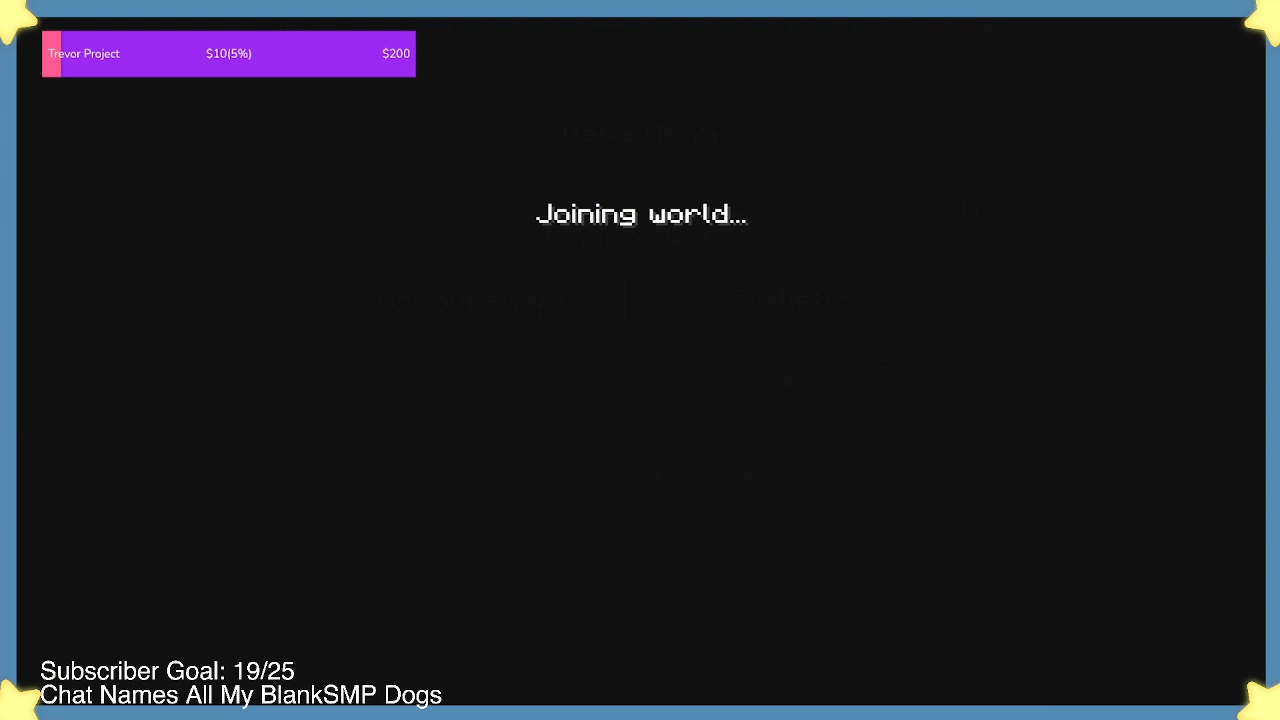 Trevor Project $10(5%) $200
Joining world...
Subscriber Goal: 19/25
Chat Names All My BlankSMP Dogs